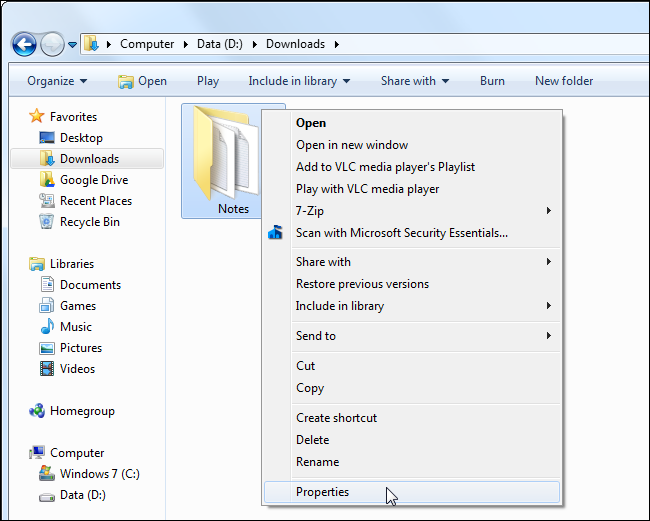 Computer Data (D:) Downloads
Organize Open Play Include in library Share with Burn New folder
Favorites
Desktop
Downloads
Google Drive
Recent Places
Recycle Bin
Libraries
Documents
Games
Music
Pictures
Videos
Homegroup
Computer
Windows 7 (C:)
Data (D:)
Notes
Open
Open in new window
Add to VLC media player's Playlist
Play with VLC media player
7-Zip
Scan with Microsoft Security Essentials...
Share with
Restore previous versions
Include in library
Send to
Cut
Copy
Create shortcut
Delete
Rename
Properties